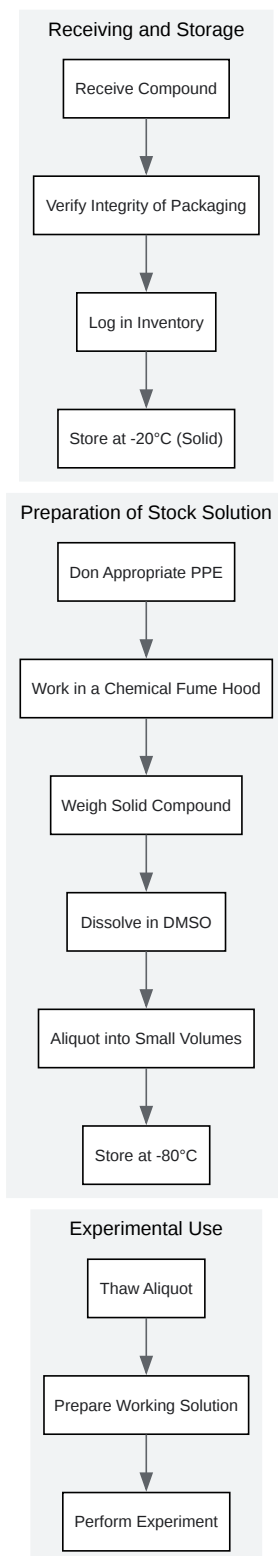 Receiving and Storage
Receive Compound
Verify Integrity of Packaging
Log in Inventory
Store at -20°C (Solid)
Preparation of Stock Solution
Don Appropriate PPE
Work in a Chemical Fume Hood
Weigh Solid Compound
Dissolve in DMSO
Aliquot into Small Volumes
Store at -80°C
Experimental Use
Thaw Aliquot
Prepare Working Solution
Perform Experiment